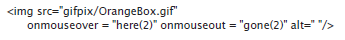 <img src="gifpix/OrangeBox.gif"
onmouseover = "here(2)" onmouseout = "gone(2)" alt=" "/>